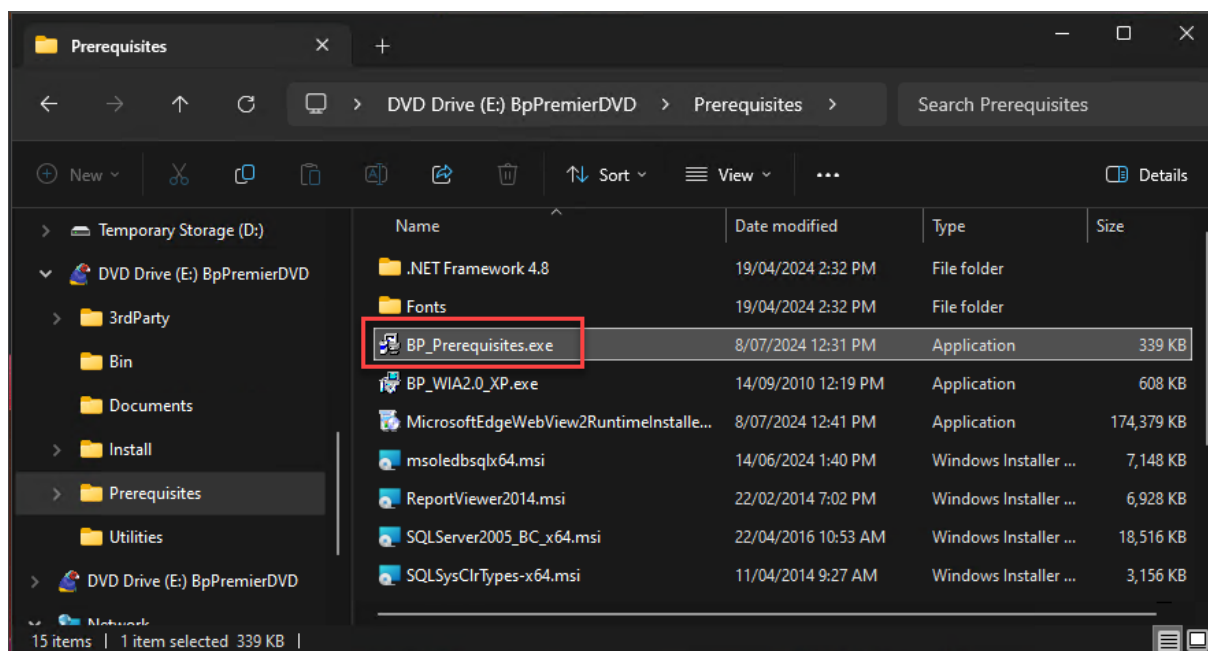 Prerequisites
DVD Drive (E:) BpPremierDVD > Prerequisites >
Search Prerequisites
New
Sort
View
Details
Temporary Storage (D:)
DVD Drive (E:) BpPremierDVD
3rdParty
Bin
Documents
Install
Prerequisites
Utilities
DVD Drive (E:) BpPremierDVD
Network
Name Date modified Type Size
.NET Framework 4.8 19/04/2024 2:32 PM File folder
Fonts 19/04/2024 2:32 PM File folder
BP_Prerequisites.exe 8/07/2024 12:31 PM Application 339 KB
BP_WIA2.0_XP.exe 14/09/2010 12:19 PM Application 608 KB
MicrosoftEdgeWebView2RuntimeInstalle... 8/07/2024 12:41 PM Application 174,379 KB
msoledbsqlx64.msi 14/06/2024 1:40 PM Windows Installer ... 7,148 KB
ReportViewer2014.msi 22/02/2014 7:02 PM Windows Installer ... 6,928 KB
SQLServer2005_BC_x64.msi 22/04/2016 10:53 AM Windows Installer ... 18,516 KB
SQLSysClrTypes-x64.msi 11/04/2014 9:27 AM Windows Installer ... 3,156 KB
15 items | 1 item selected 339 KB |